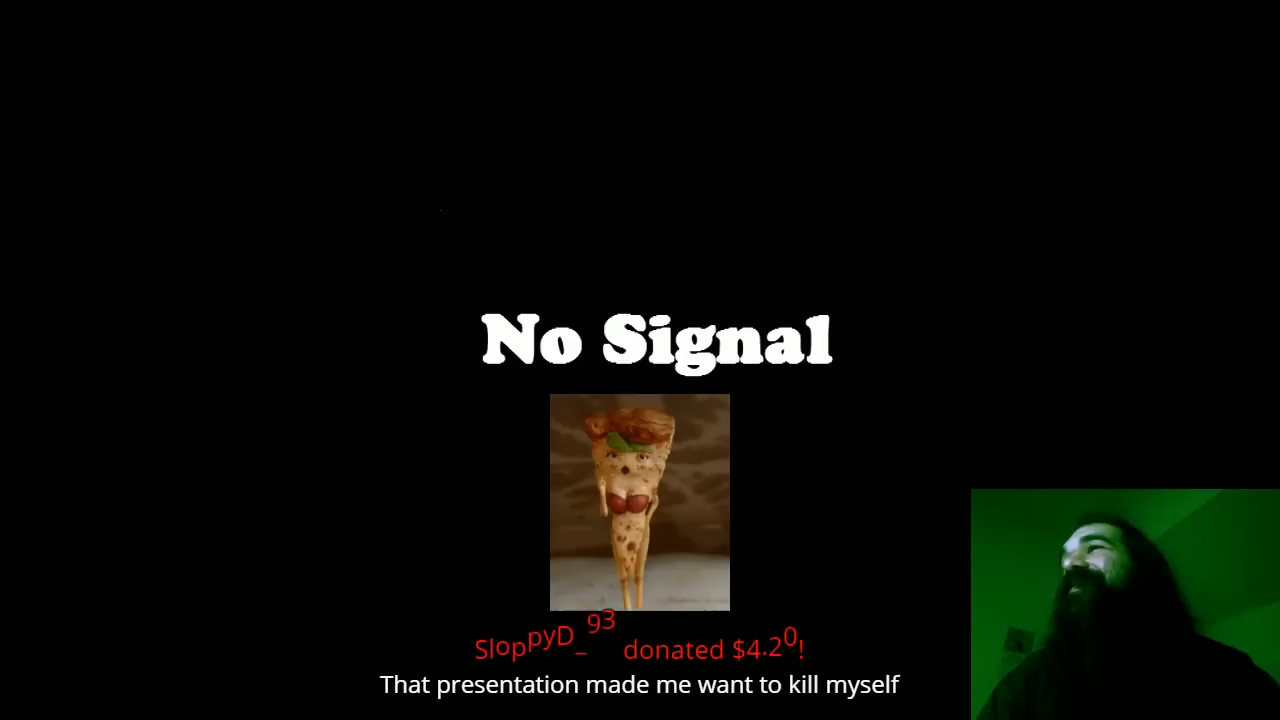 No Signal
SloppyD_93 donated $4.20!
That presentation made me want to kill myself